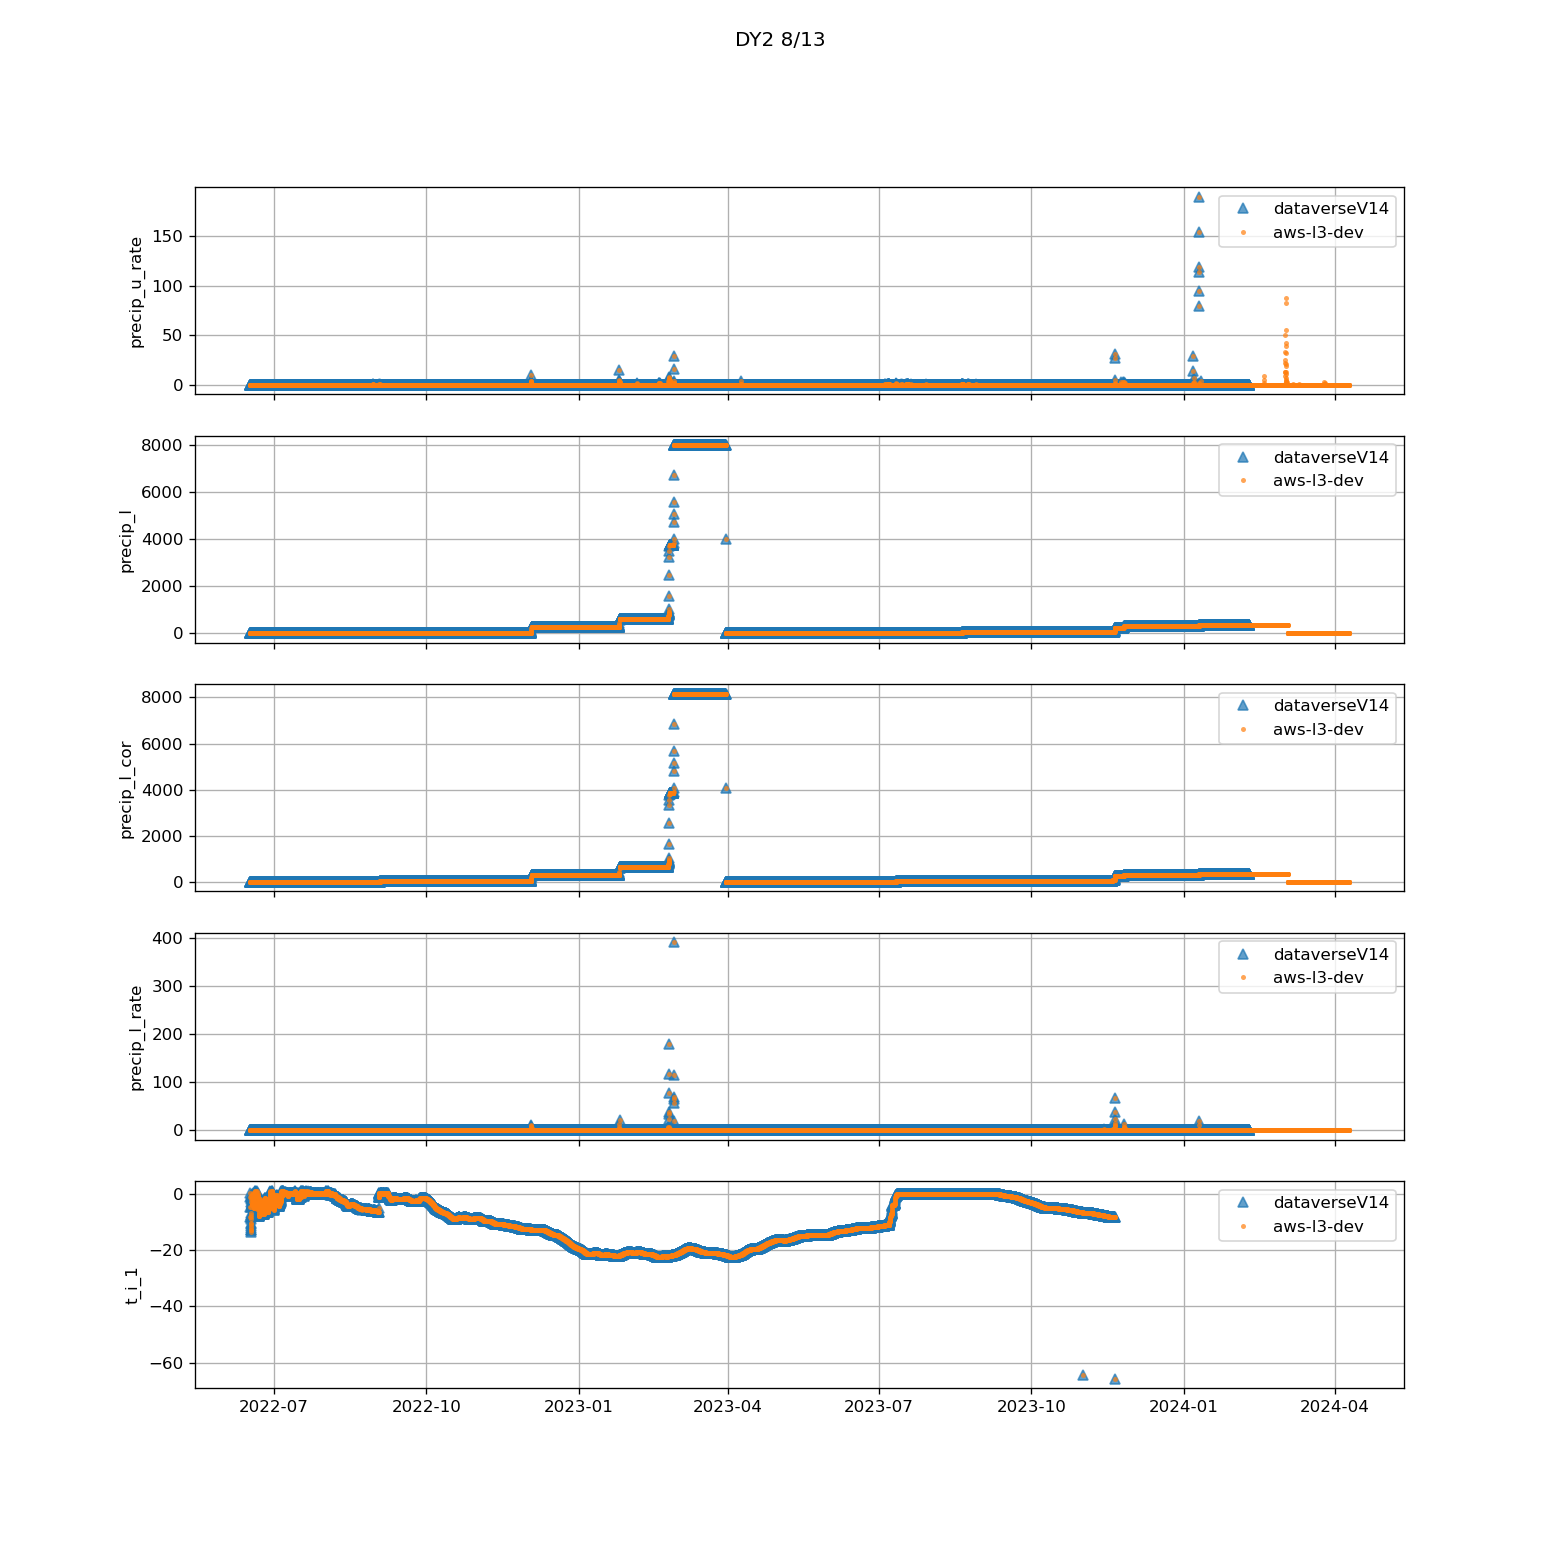 DY2 8/13
precip_u_rate
150
100
50
0
dataverseV14
aws-l3-dev
precip_l
8000
6000
4000
2000
0
dataverseV14
aws-l3-dev
precip_l_cor
8000
6000
4000
2000
0
dataverseV14
aws-l3-dev
precip_l_rate
400
300
200
100
0
dataverseV14
aws-l3-dev
t_i_1
0
−20
−40
−60
dataverseV14
aws-l3-dev
2022-07
2022-10
2023-01
2023-04
2023-07
2023-10
2024-01
2024-04